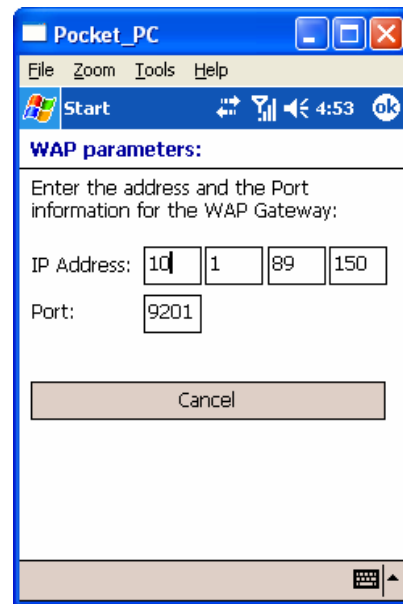 Pocket_PC
File Zoom Tools Help
Start 4:53 ok
WAP parameters:
Enter the address and the Port
information for the WAP Gateway:
IP Address: 10 1 89 150
Port: 9201
Cancel